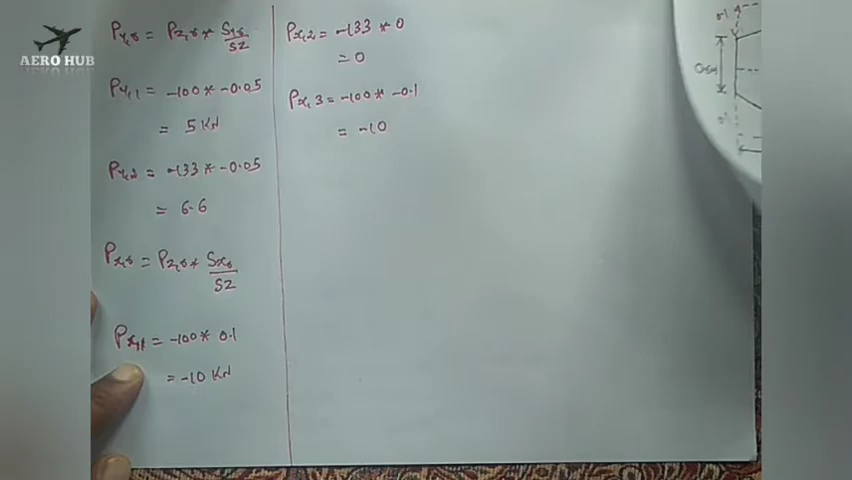 AERO HUB
Py,r = Pz,r * Syr/SZ
Py,1 = -100 * -0.05
= 5 KN
Py,2 = -133 * -0.05
= 6.6
Px,r = Pz,r * Sxr/SZ
Px,1 = -100 * 0.1
= -10 KN
Px,2 = -133 * 0
= 0
Px,3 = -100 * -0.1
= -10